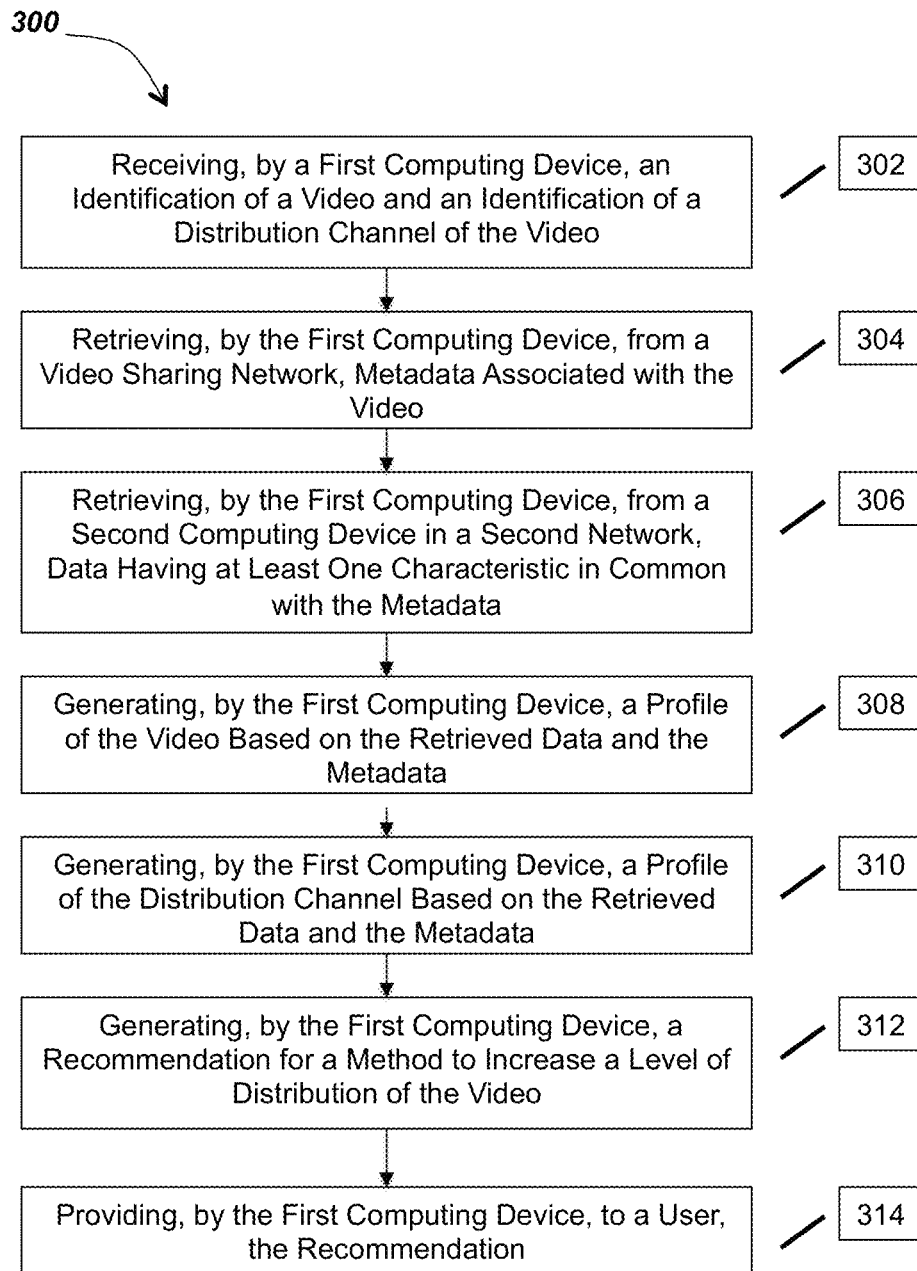 300
Receiving, by a First Computing Device, an
Identification of a Video and an Identification of a
Distribution Channel of the Video
302
Retrieving, by the First Computing Device, from a
Video Sharing Network, Metadata Associated with the
Video
304
Retrieving, by the First Computing Device, from a
Second Computing Device in a Second Network,
Data Having at Least One Characteristic in Common
with the Metadata
306
Generating, by the First Computing Device, a Profile
of the Video Based on the Retrieved Data and the
Metadata
308
Generating, by the First Computing Device, a Profile
of the Distribution Channel Based on the Retrieved
Data and the Metadata
310
Generating, by the First Computing Device, a
Recommendation for a Method to Increase a Level of
Distribution of the Video
312
Providing, by the First Computing Device, to a User,
the Recommendation
314